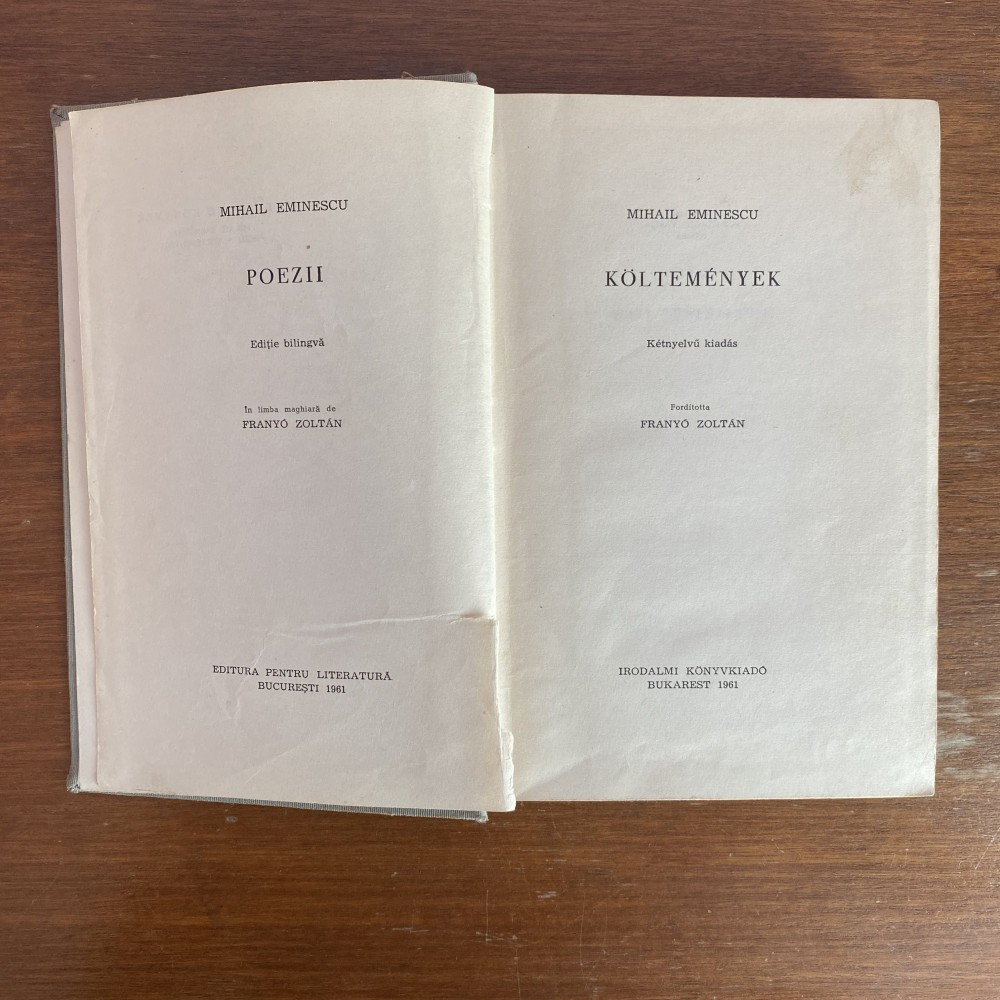 MIHAIL EMINESCU
POEZII
Ediție bilingvă
În limba maghiară de
FRANYÓ ZOLTÁN
EDITURA PENTRU LITERATURĂ
BUCUREȘTI 1961
MIHAIL EMINESCU
KÖLTEMÉNYEK
Kétnyelvű kiadás
Fordította
FRANYÓ ZOLTÁN
IRODALMI KÖNYVKIADÓ
BUKAREST 1961